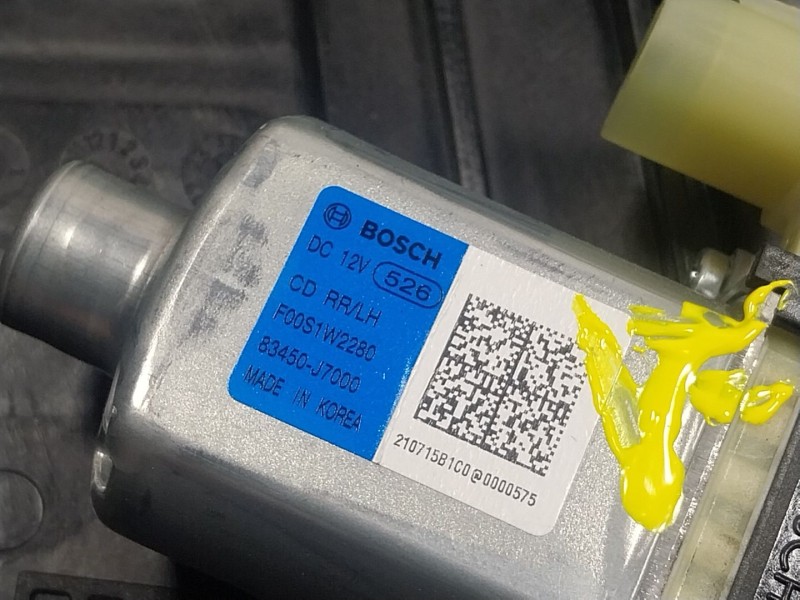 BOSCH
DC 12V 526
CD RR/LH
F00S1W2280
83450-J7000
MADE IN KOREA
210715B1C0@0000575